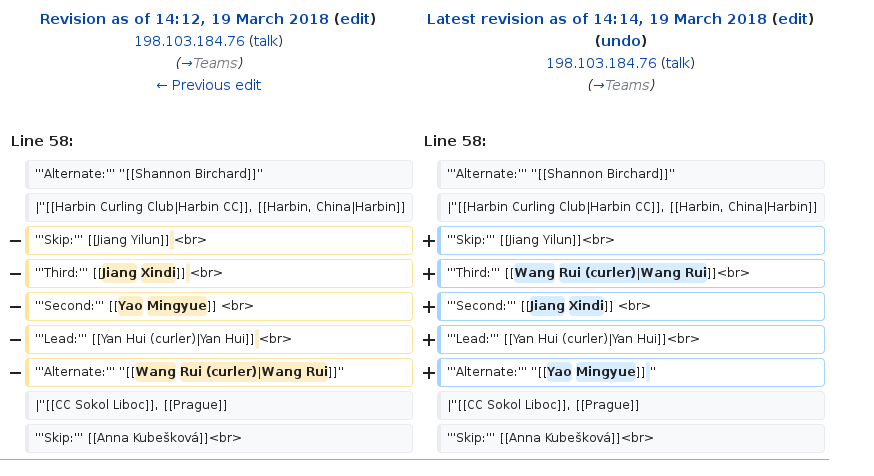 Revision as of 14:12, 19 March 2018 (edit)
198.103.184.76 (talk)
(→Teams)
← Previous edit
Latest revision as of 14:14, 19 March 2018 (edit)
(undo)
198.103.184.76 (talk)
(→Teams)
Line 58:
Line 58:
'''Alternate:''' ''[[Shannon Birchard]]''
'''Alternate:''' ''[[Shannon Birchard]]''
|''[[Harbin Curling Club|Harbin CC]], [[Harbin, China|Harbin]]
|''[[Harbin Curling Club|Harbin CC]], [[Harbin, China|Harbin]]
− '''Skip:''' [[Jiang Yilun]] <br>
+ '''Skip:''' [[Jiang Yilun]]<br>
− '''Third:''' [[Jiang Xindi]] <br>
+ '''Third:''' [[Wang Rui (curler)|Wang Rui]]<br>
− '''Second:''' [[Yao Mingyue]] <br>
+ '''Second:''' [[Jiang Xindi]] <br>
− '''Lead:''' [[Yan Hui (curler)|Yan Hui]] <br>
+ '''Lead:''' [[Yan Hui (curler)|Yan Hui]]<br>
− '''Alternate:''' ''[[Wang Rui (curler)|Wang Rui]]''
+ '''Alternate:''' ''[[Yao Mingyue]] ''
|''[[CC Sokol Liboc]], [[Prague]]
|''[[CC Sokol Liboc]], [[Prague]]
'''Skip:''' [[Anna Kubešková]]<br>
'''Skip:''' [[Anna Kubešková]]<br>